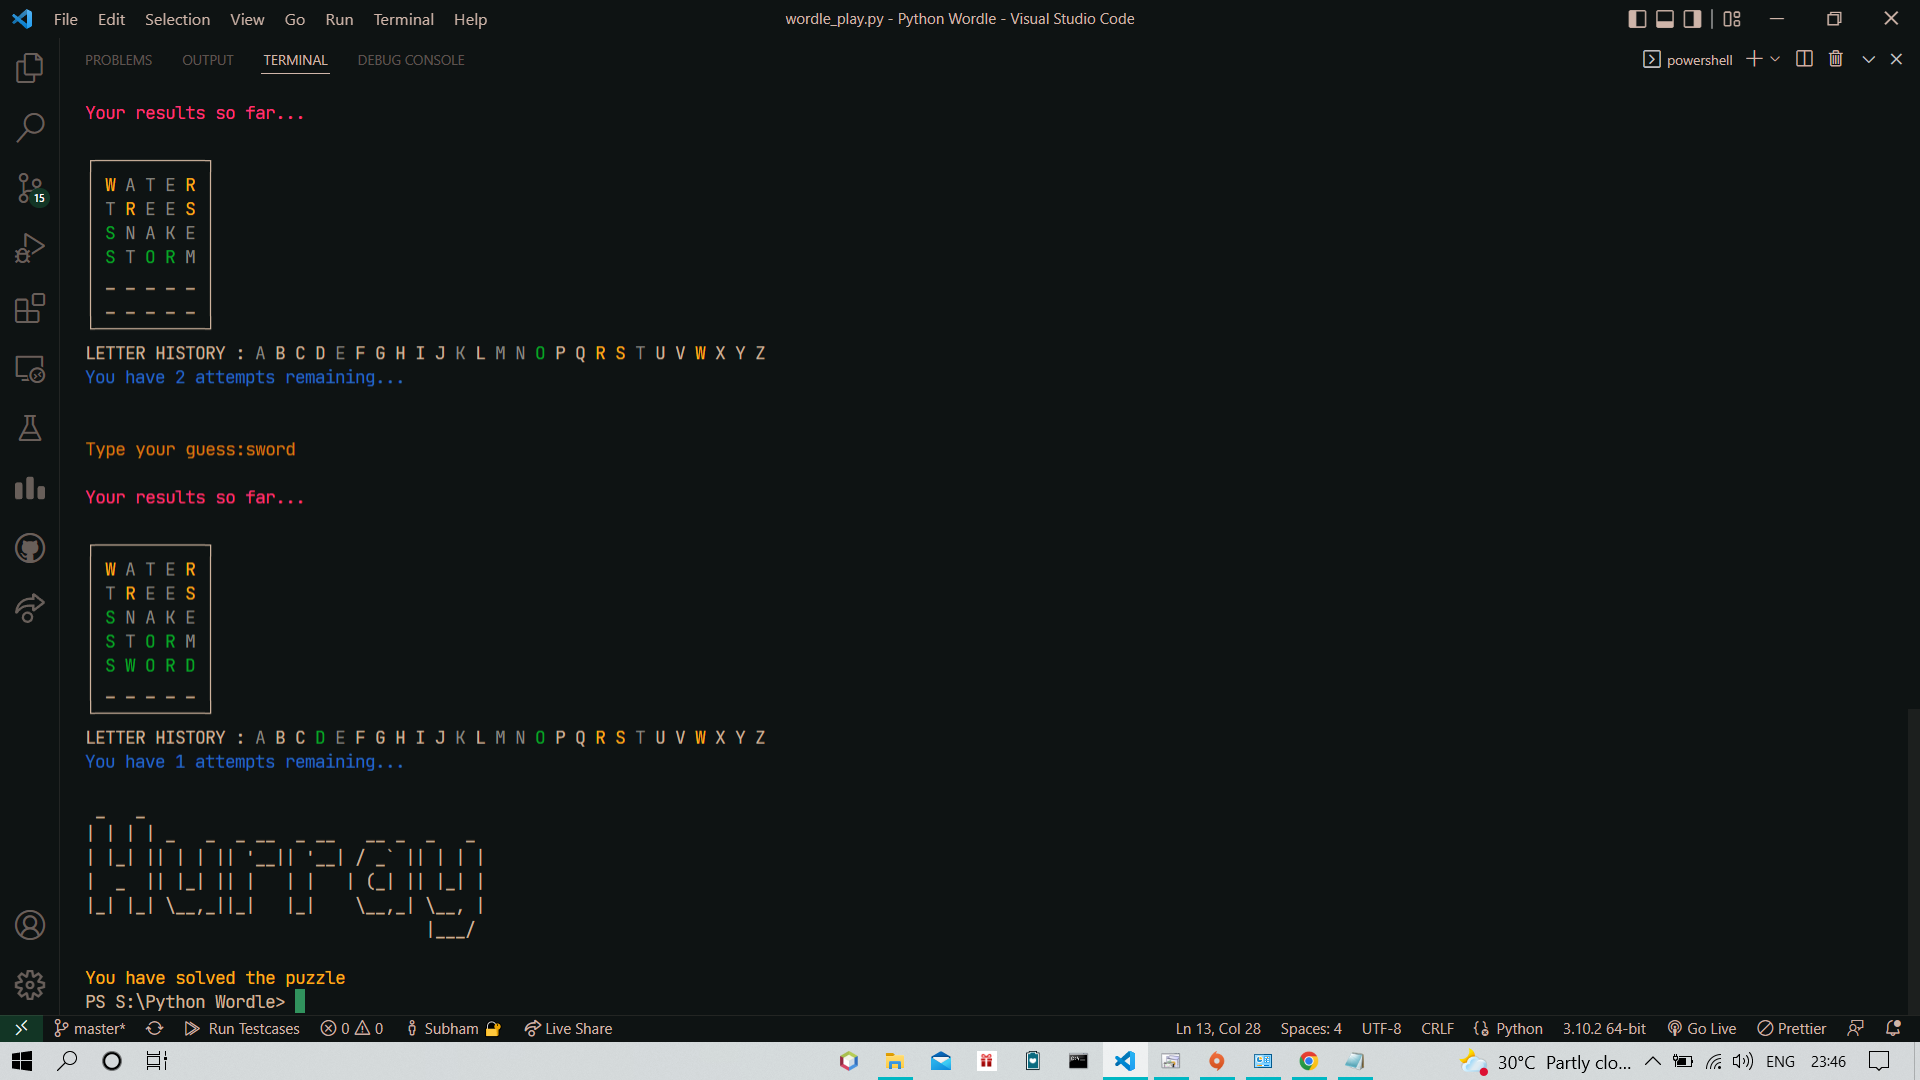 File Edit Selection View Go Run Terminal Help
wordle_play.py - Python Wordle - Visual Studio Code
PROBLEMS OUTPUT TERMINAL DEBUG CONSOLE
powershell
Your results so far...
W A T E R
T R E E S
S N A K E
S T O R M
- - - - -
- - - - -
LETTER HISTORY : A B C D E F G H I J K L M N O P Q R S T U V W X Y Z
You have 2 attempts remaining...
Type your guess:sword
Your results so far...
W A T E R
T R E E S
S N A K E
S T O R M
S W O R D
- - - - -
LETTER HISTORY : A B C D E F G H I J K L M N O P Q R S T U V W X Y Z
You have 1 attempts remaining...
Hurray
You have solved the puzzle
PS S:\Python Wordle>
15
master* Run Testcases 0 0 Subham Live Share
Ln 13, Col 28 Spaces: 4 UTF-8 CRLF Python 3.10.2 64-bit Go Live Prettier
30°C Partly clo... ENG 23:46